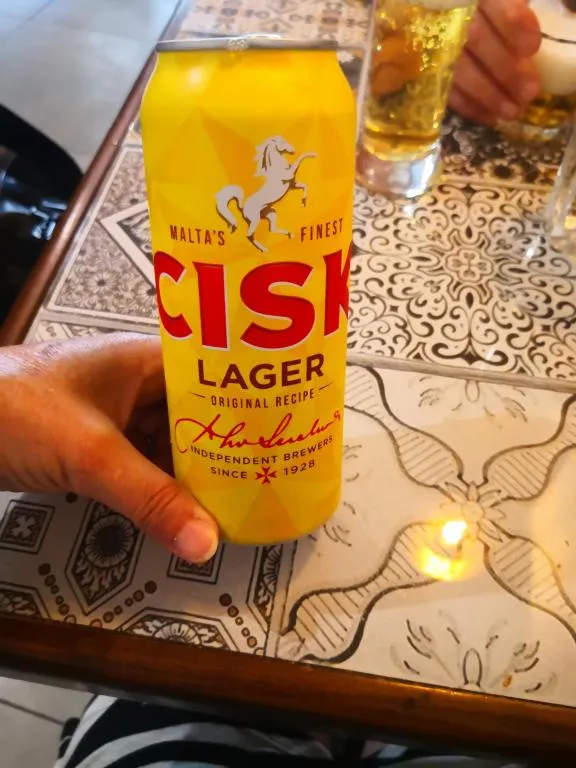 MALTA'S FINEST
CISK
LAGER
ORIGINAL RECIPE
INDEPENDENT BREWERS
SINCE 1928